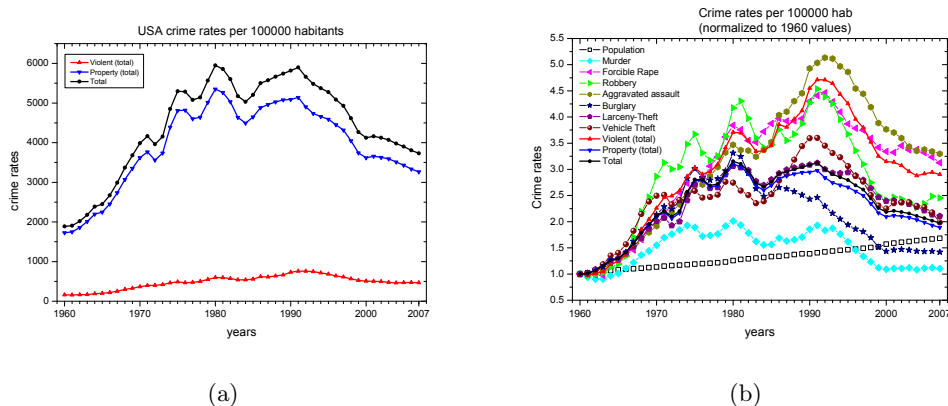 USA crime rates per 100000 habitants
Violent (total)
Property (total)
Total
6000
5000
4000
3000
2000
1000
0
crime rates
1960
1970
1980
1990
2000
2007
years
(a)
Crime rates per 100000 hab
(normalized to 1960 values)
Population
Murder
Forcible Rape
Robbery
Aggravated assault
Burglary
Larceny-Theft
Vehicle Theft
Violent (total)
Property (total)
Total
5.5
5.0
4.5
4.0
3.5
3.0
2.5
2.0
1.5
1.0
0.5
Crime rates
1960
1970
1980
1990
2000
2007
years
(b)